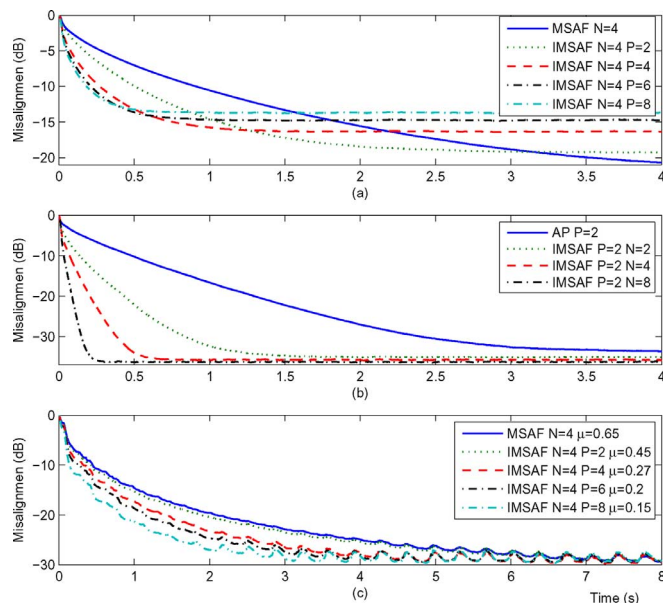 0
−5
−10
−15
−20
Misalignmen (dB)
MSAF N=4
IMSAF N=4 P=2
IMSAF N=4 P=4
IMSAF N=4 P=6
IMSAF N=4 P=8
0 0.5 1 1.5 2 2.5 3 3.5 4
(a)
0
−10
−20
−30
Misalignmen (dB)
AP P=2
IMSAF P=2 N=2
IMSAF P=2 N=4
IMSAF P=2 N=8
0 0.5 1 1.5 2 2.5 3 3.5 4
(b)
0
−10
−20
−30
Misalignmen (dB)
MSAF N=4 μ=0.65
IMSAF N=4 P=2 μ=0.45
IMSAF N=4 P=4 μ=0.27
IMSAF N=4 P=6 μ=0.2
IMSAF N=4 P=8 μ=0.15
0 1 2 3 4 5 6 7 8
(c)
Time (s)